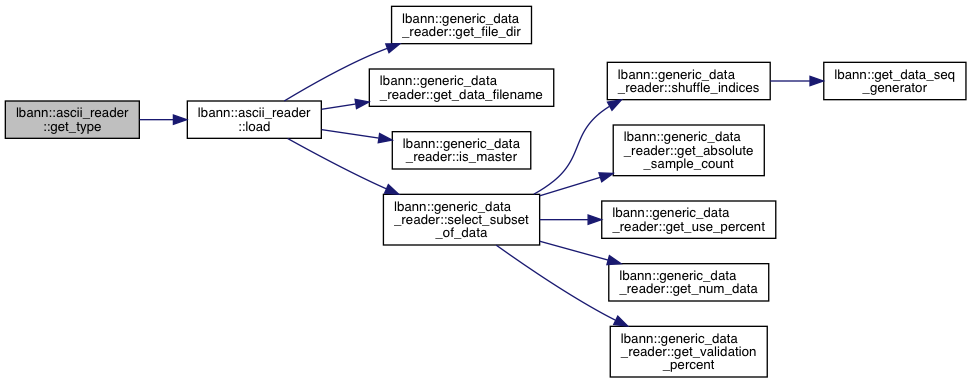 lbann::ascii_reader
::get_type
lbann::ascii_reader
::load
lbann::generic_data
_reader::get_file_dir
lbann::generic_data
_reader::get_data_filename
lbann::generic_data
_reader::is_master
lbann::generic_data
_reader::select_subset
_of_data
lbann::generic_data
_reader::shuffle_indices
lbann::get_data_seq
_generator
lbann::generic_data
_reader::get_absolute
_sample_count
lbann::generic_data
_reader::get_use_percent
lbann::generic_data
_reader::get_num_data
lbann::generic_data
_reader::get_validation
_percent